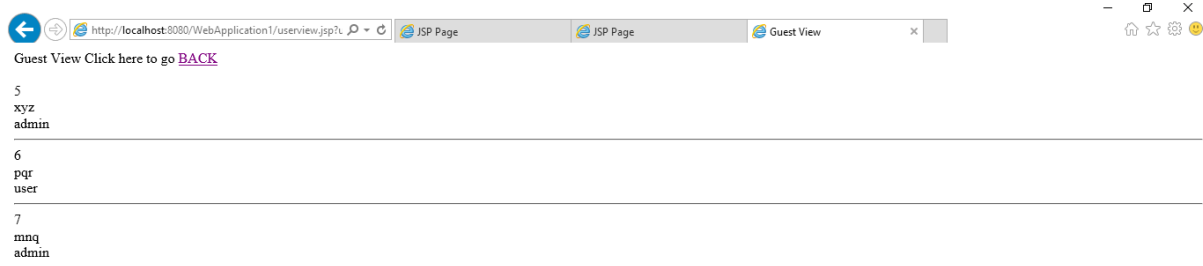 http://localhost:8080/WebApplication1/userview.jsp?u
JSP Page
JSP Page
Guest View
Guest View Click here to go BACK
5
xyz
admin
6
pqr
user
7
mnq
admin